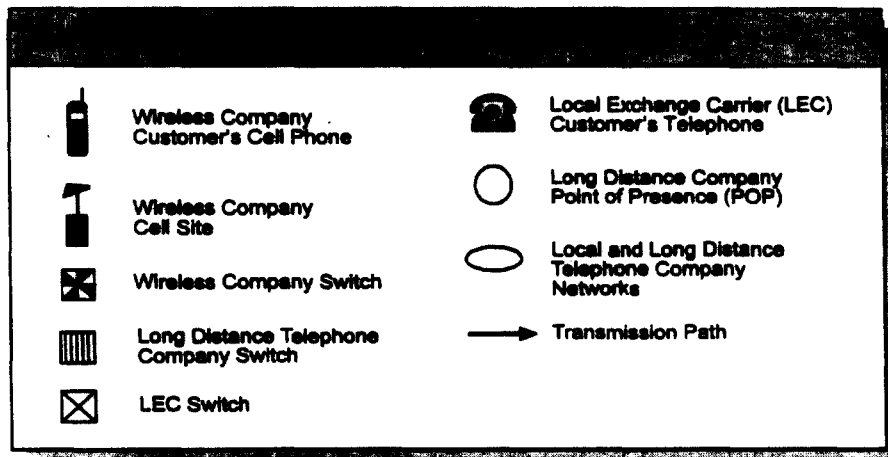 Wireless Company
Customer's Cell Phone
Wireless Company
Cell Site
Wireless Company Switch
Long Distance Telephone
Company Switch
LEC Switch
Local Exchange Carrier (LEC)
Customer's Telephone
Long Distance Company
Point of Presence (POP)
Local and Long Distance
Telephone Company
Networks
Transmission Path